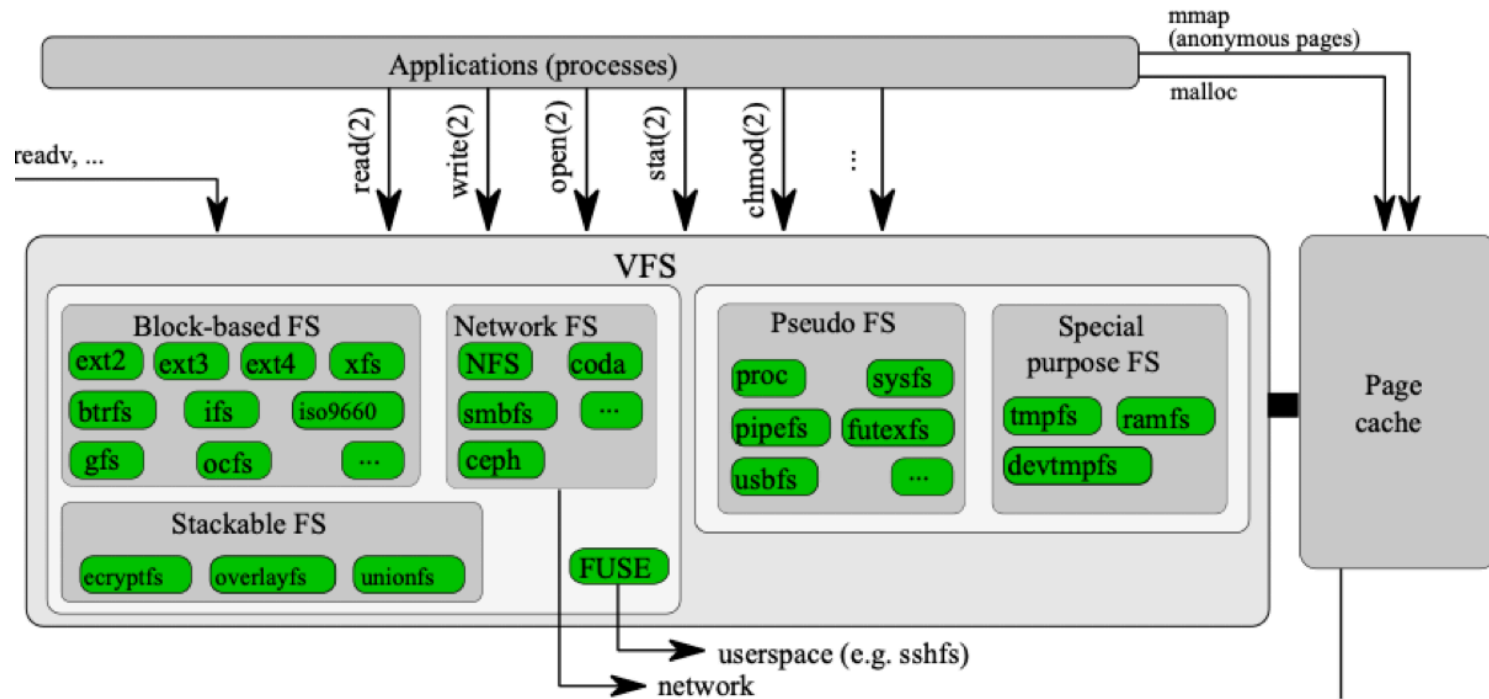 mmap
(anonymous pages)
Applications (processes)
malloc
readv, ...
read(2)
write(2)
open(2)
stat(2)
chmod(2)
...
VFS
Block-based FS
ext2 ext3 ext4 xfs
btrfs ifs iso9660
gfs ocfs ...
Network FS
NFS coda
smbfs ...
ceph
Stackable FS
ecryptfs overlayfs unionfs
FUSE
Pseudo FS
proc sysfs
pipefs futexfs
usbfs ...
Special
purpose FS
tmpfs ramfs
devtmpfs
Page
cache
userspace (e.g. sshfs)
network